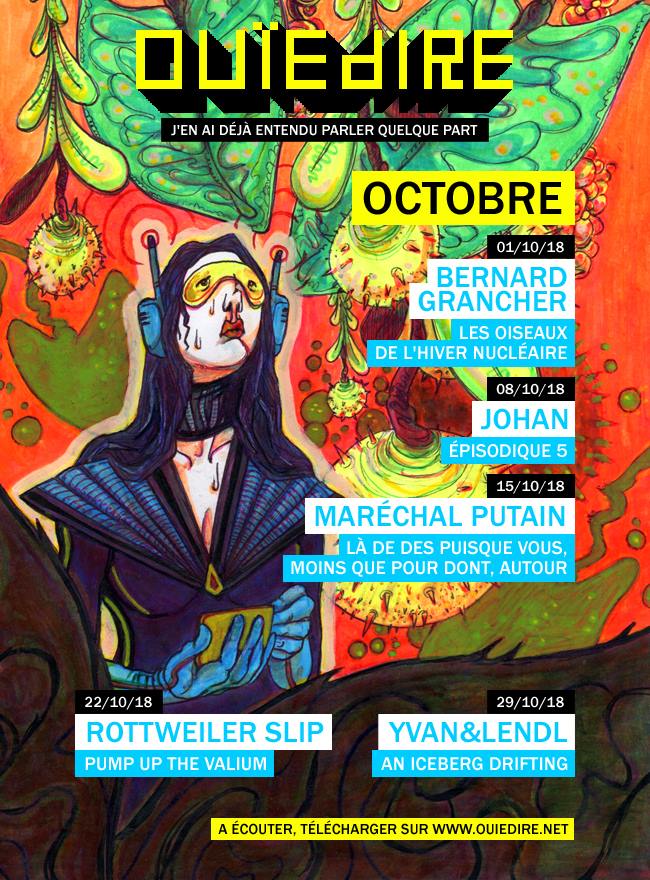 OUÏEDIRE
J'EN AI DÉJÀ ENTENDU PARLER QUELQUE PART
OCTOBRE
01/10/18
BERNARD
GRANCHER
LES OISEAUX
DE L'HIVER NUCLÉAIRE
08/10/18
JOHAN
ÉPISODIQUE 5
15/10/18
MARÉCHAL PUTAIN
LÀ DE DES PUISQUE VOUS,
MOINS QUE POUR DONT, AUTOUR
22/10/18
ROTTWEILER SLIP
PUMP UP THE VALIUM
29/10/18
YVAN&LENDL
AN ICEBERG DRIFTING
A ÉCOUTER, TÉLÉCHARGER SUR WWW.OUIEDIRE.NET